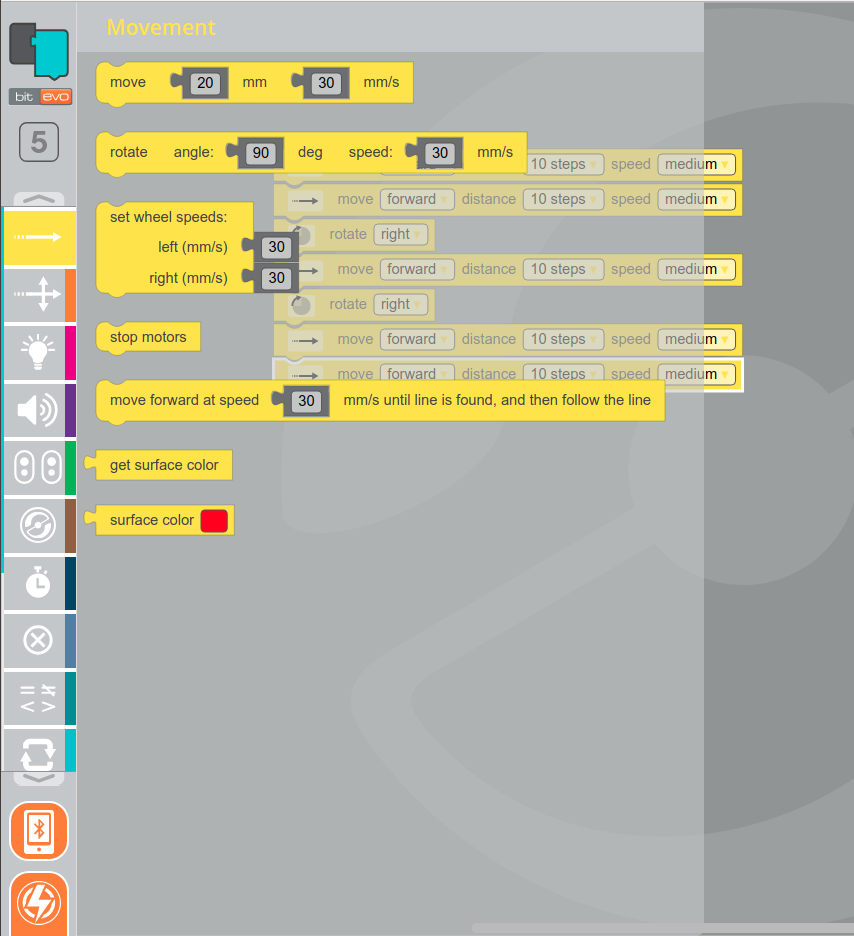 Movement
bit evo
5
move 20 mm 30 mm/s
rotate angle: 90 deg speed: 30 mm/s
10 steps speed medium
move forward distance 10 steps speed medium
set wheel speeds:
rotate right
left (mm/s) 30
move forward distance 10 steps speed medium
right (mm/s) 30
rotate right
stop motors
move forward distance 10 steps speed medium
move forward distance 10 steps speed medium
move forward at speed 30 mm/s until line is found, and then follow the line
get surface color
surface color